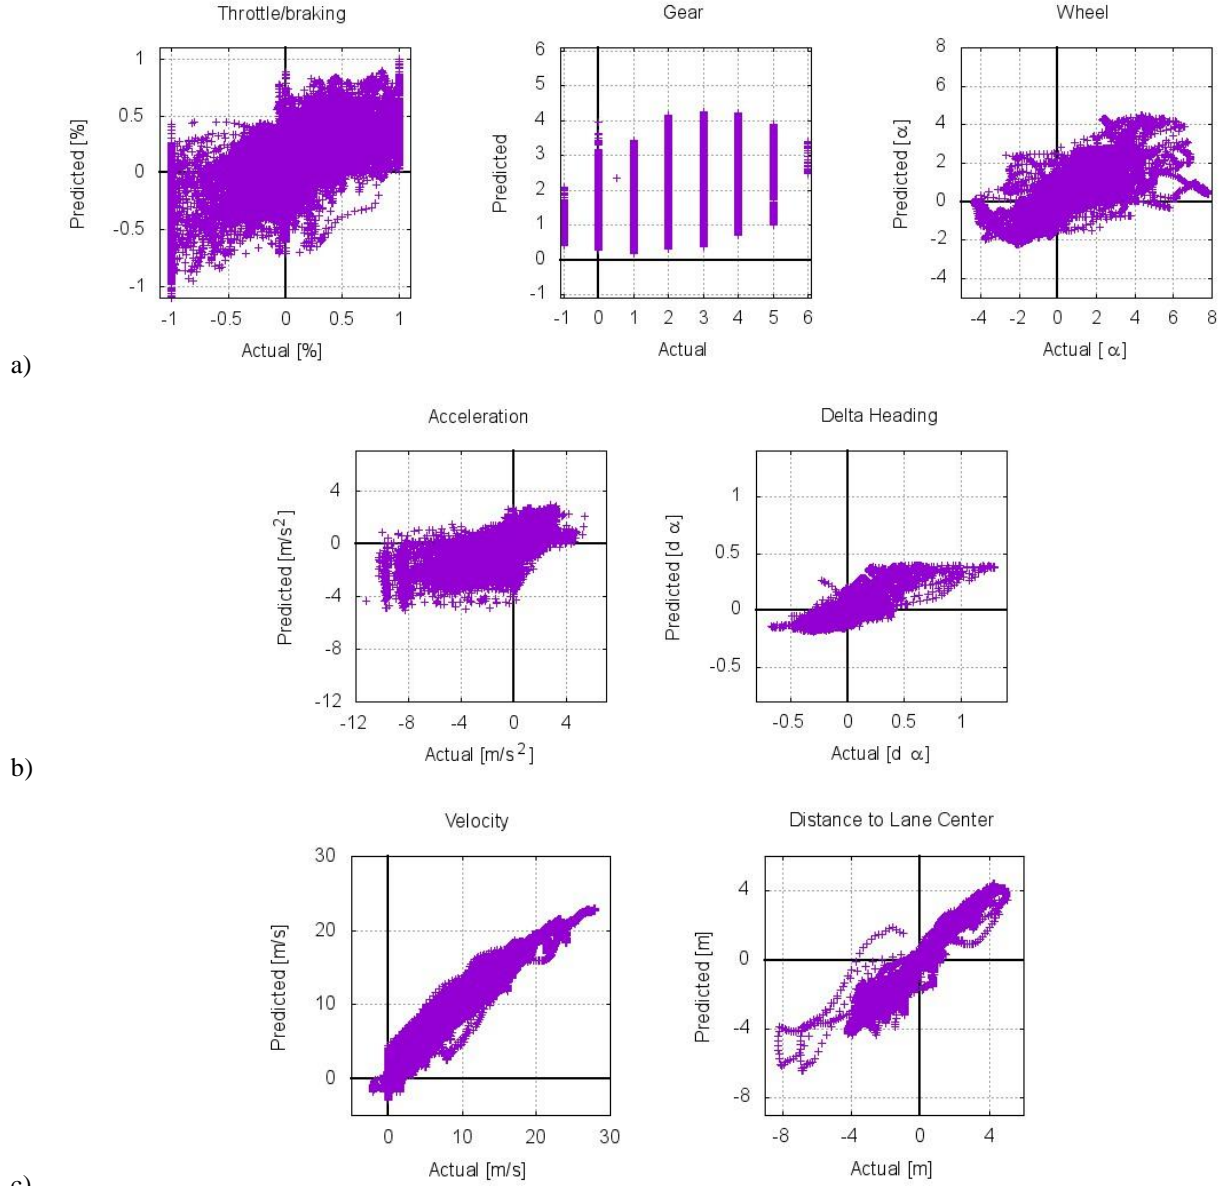 Throttle/braking
Gear
Wheel
Predicted [%]
1
0.5
0
-0.5
-1
-1 -0.5 0 0.5 1
Actual [%]
Predicted
6
5
4
3
2
1
0
-1
-1 0 1 2 3 4 5 6
Actual
Predicted [α]
8
6
4
2
0
-2
-4
-4 -2 0 2 4 6 8
Actual [ α]
a)
Acceleration
Delta Heading
Predicted [m/s²]
4
0
-4
-8
-12
-12 -8 -4 0 4
Actual [m/s²]
Predicted [d α]
1
0.5
0
-0.5
-0.5 0 0.5 1
Actual [d α]
b)
Velocity
Distance to Lane Center
Predicted [m/s]
30
20
10
0
0 10 20 30
Actual [m/s]
Predicted [m]
4
0
-4
-8
-8 -4 0 4
Actual [m]
c)